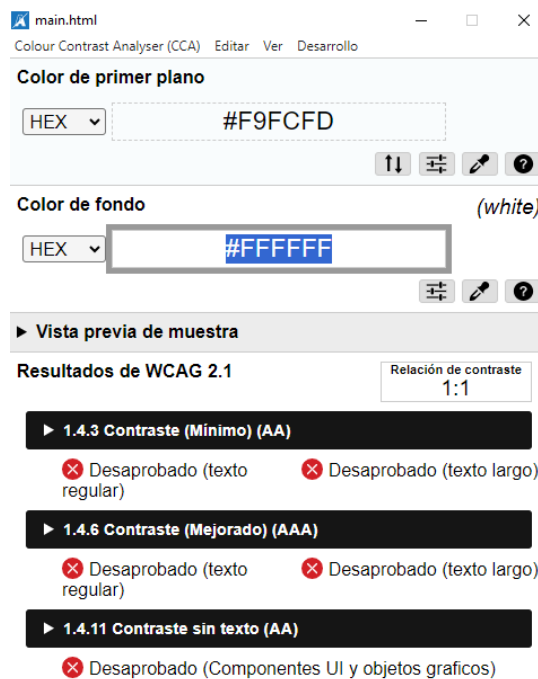 main.html
Colour Contrast Analyser (CCA) Editar Ver Desarrollo
Color de primer plano
HEX #F9FCFD
Color de fondo (white)
HEX #FFFFFF
Vista previa de muestra
Resultados de WCAG 2.1 Relación de contraste
1:1
1.4.3 Contraste (Mínimo) (AA)
Desaprobado (texto Desaprobado (texto largo)
regular)
1.4.6 Contraste (Mejorado) (AAA)
Desaprobado (texto Desaprobado (texto largo)
regular)
1.4.11 Contraste sin texto (AA)
Desaprobado (Componentes UI y objetos graficos)